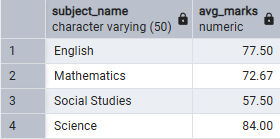 subject_name avg_marks
character varying (50) numeric
1 English 77.50
2 Mathematics 72.67
3 Social Studies 57.50
4 Science 84.00